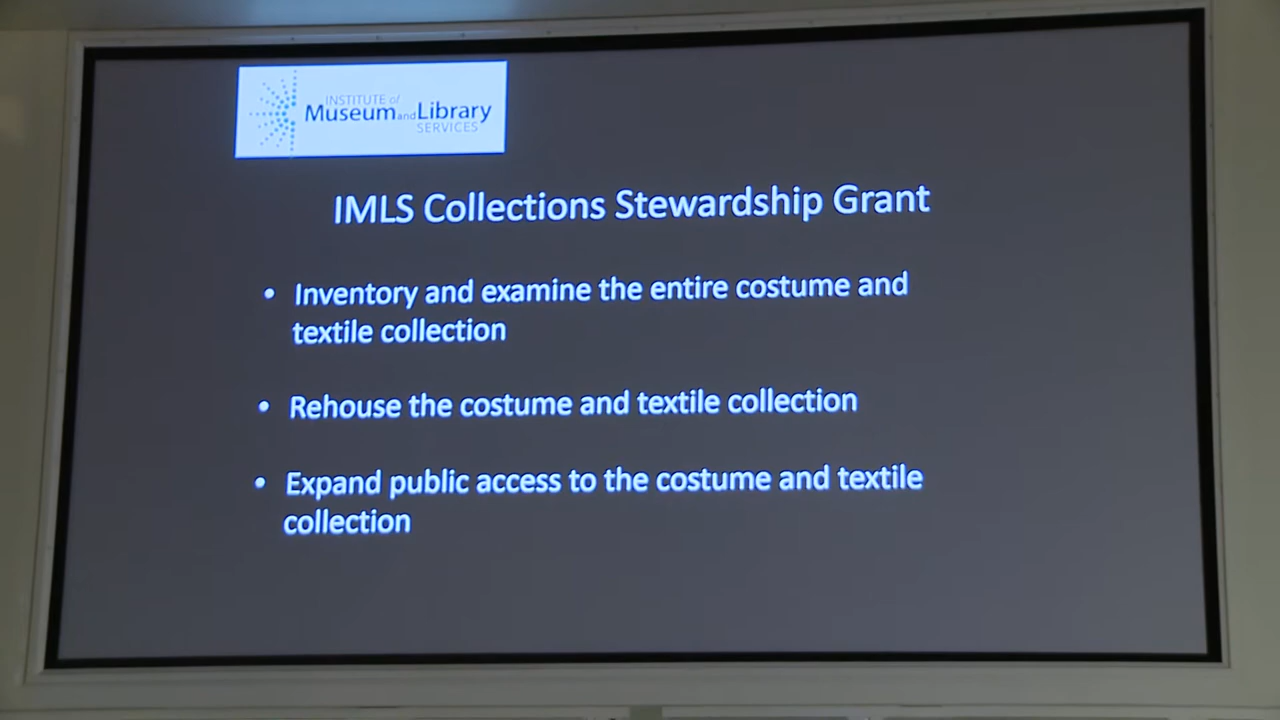 INSTITUTE of
Museum and Library
SERVICES
IMLS Collections Stewardship Grant
• Inventory and examine the entire costume and
textile collection
• Rehouse the costume and textile collection
• Expand public access to the costume and textile
collection